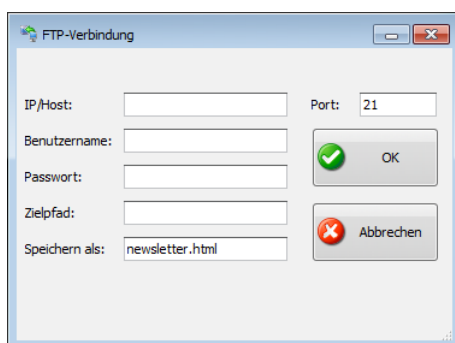 FTP-Verbindung
IP/Host:
Port: 21
Benutzername:
OK
Passwort:
Zielpfad:
Abbrechen
Speichern als: newsletter.html